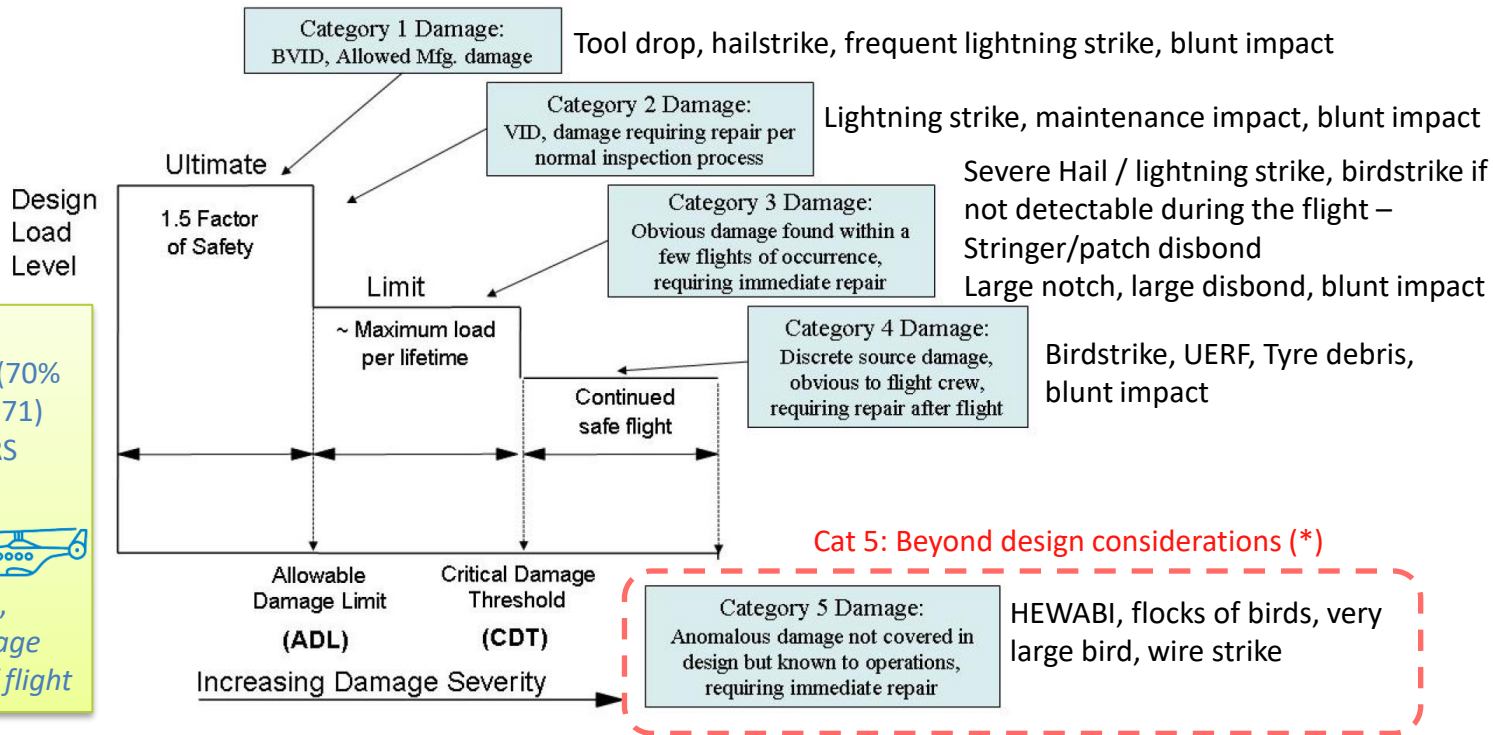 Category 1 Damage:
BVID, Allowed Mfg. damage
Tool drop, hailstrike, frequent lightning strike, blunt impact
Category 2 Damage:
VID, damage requiring repair per
normal inspection process
Lightning strike, maintenance impact, blunt impact
Category 3 Damage:
Obvious damage found within a
few flights of occurrence,
requiring immediate repair
Severe Hail / lightning strike, birdstrike if
not detectable during the flight –
Stringer/patch disbond
Large notch, large disbond, blunt impact
Category 4 Damage:
Discrete source damage,
obvious to flight crew,
requiring repair after flight
Birdstrike, UERF, Tyre debris,
blunt impact
Design
Load
Level
Ultimate
1.5 Factor
of Safety
Limit
~ Maximum load
per lifetime
Continued
safe flight
(70%
71)
RS
,
age
flight
Allowable
Damage Limit
(ADL)
Critical Damage
Threshold
(CDT)
Increasing Damage Severity
Cat 5: Beyond design considerations (*)
Category 5 Damage:
Anomalous damage not covered in
design but known to operations,
requiring immediate repair
HEWABI, flocks of birds, very
large bird, wire strike